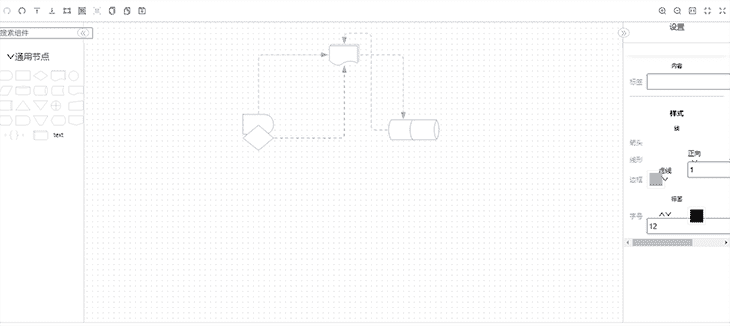 搜索组件
设置
通用节点
内容
标签
{ }
text
样式
线
箭头
正向
线形
虚线
边框
1
标签
字号
12